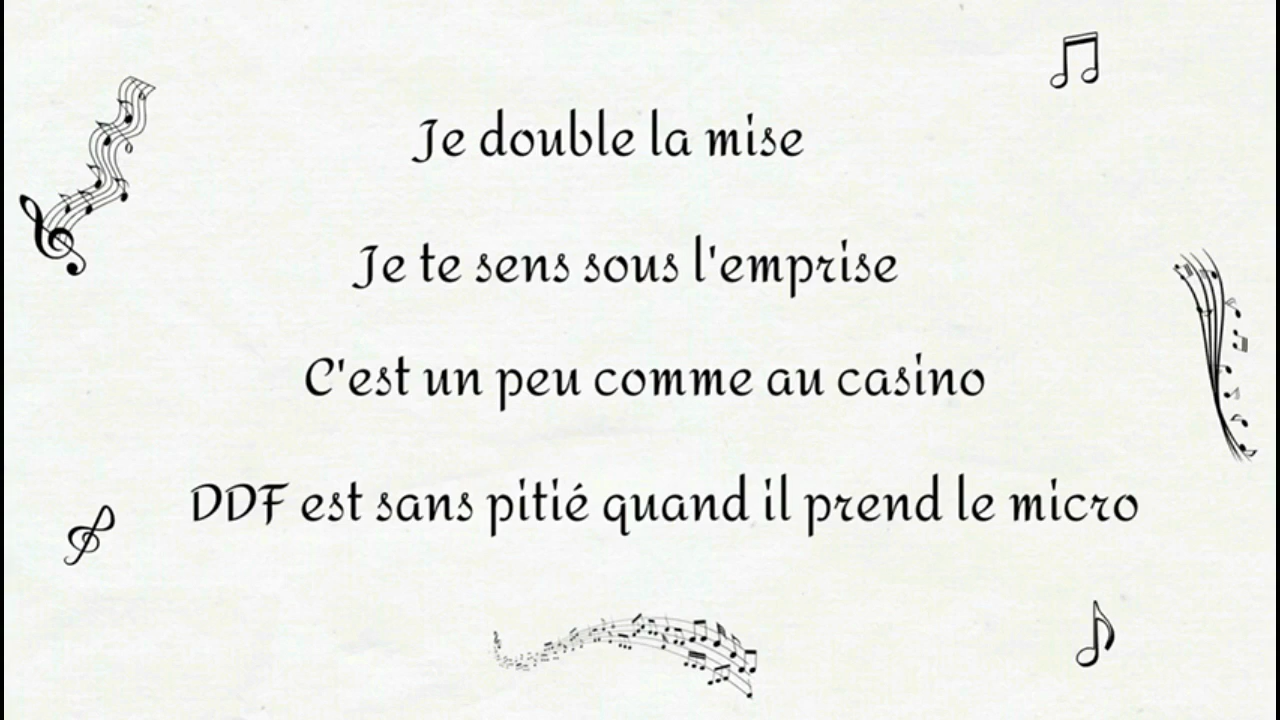 Je double la mise
Je te sens sous l'emprise
C'est un peu comme au casino
DDF est sans pitié quand il prend le micro